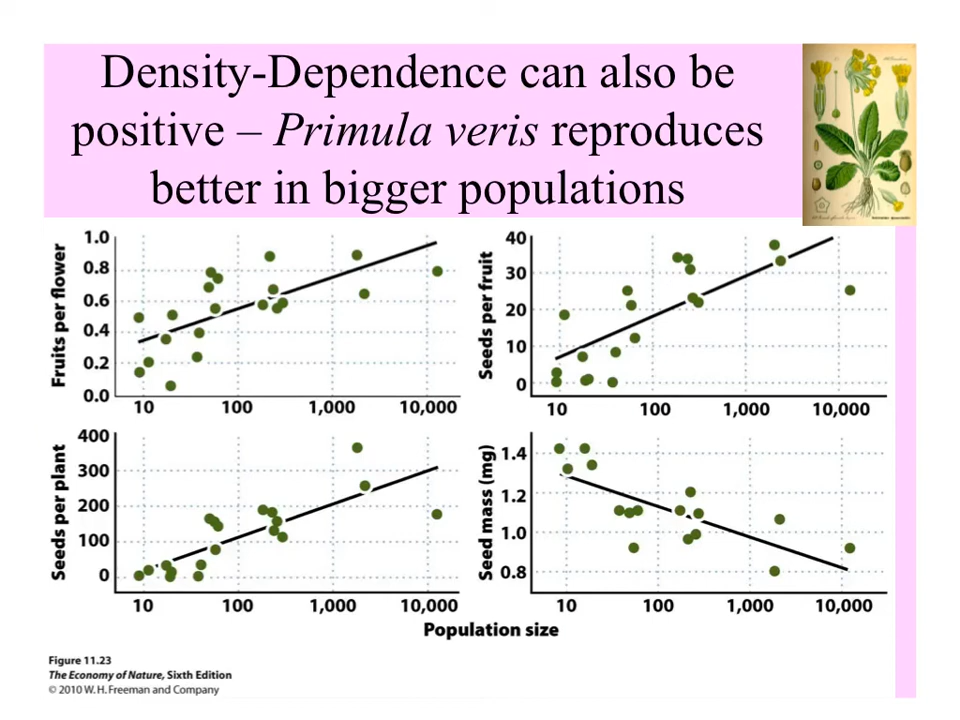 Density-Dependence can also be
positive – Primula veris reproduces
better in bigger populations
Fruits per flower
1.0
0.8
0.6
0.4
0.2
0.0
10 100 1,000 10,000
Seeds per fruit
40
30
20
10
0
10 100 1,000 10,000
Seeds per plant
400
300
200
100
0
10 100 1,000 10,000
Seed mass (mg)
1.4
1.2
1.0
0.8
10 100 1,000 10,000
Population size
Figure 11.23
The Economy of Nature, Sixth Edition
© 2010 W. H. Freeman and Company